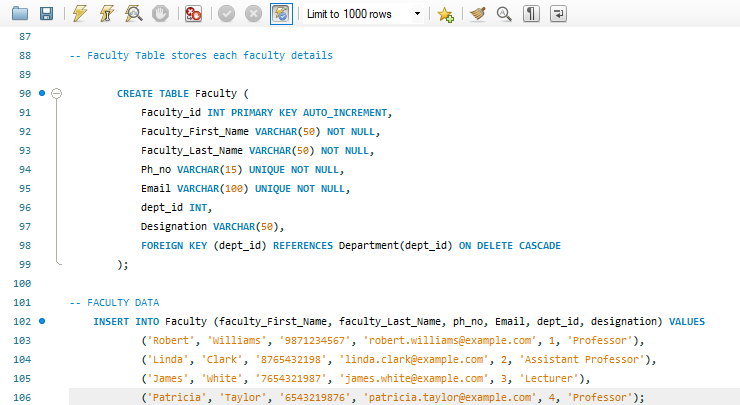 Limit to 1000 rows
87
88 -- Faculty Table stores each faculty details
89
90 CREATE TABLE Faculty (
91 Faculty_id INT PRIMARY KEY AUTO_INCREMENT,
92 Faculty_First_Name VARCHAR(50) NOT NULL,
93 Faculty_Last_Name VARCHAR(50) NOT NULL,
94 Ph_no VARCHAR(15) UNIQUE NOT NULL,
95 Email VARCHAR(100) UNIQUE NOT NULL,
96 dept_id INT,
97 Designation VARCHAR(50),
98 FOREIGN KEY (dept_id) REFERENCES Department(dept_id) ON DELETE CASCADE
99 );
100
101 -- FACULTY DATA
102 INSERT INTO Faculty (faculty_First_Name, faculty_Last_Name, ph_no, Email, dept_id, designation) VALUES
103 ('Robert', 'Williams', '9871234567', 'robert.williams@example.com', 1, 'Professor'),
104 ('Linda', 'Clark', '8765432198', 'linda.clark@example.com', 2, 'Assistant Professor'),
105 ('James', 'White', '7654321987', 'james.white@example.com', 3, 'Lecturer'),
106 ('Patricia', 'Taylor', '6543219876', 'patricia.taylor@example.com', 4, 'Professor');